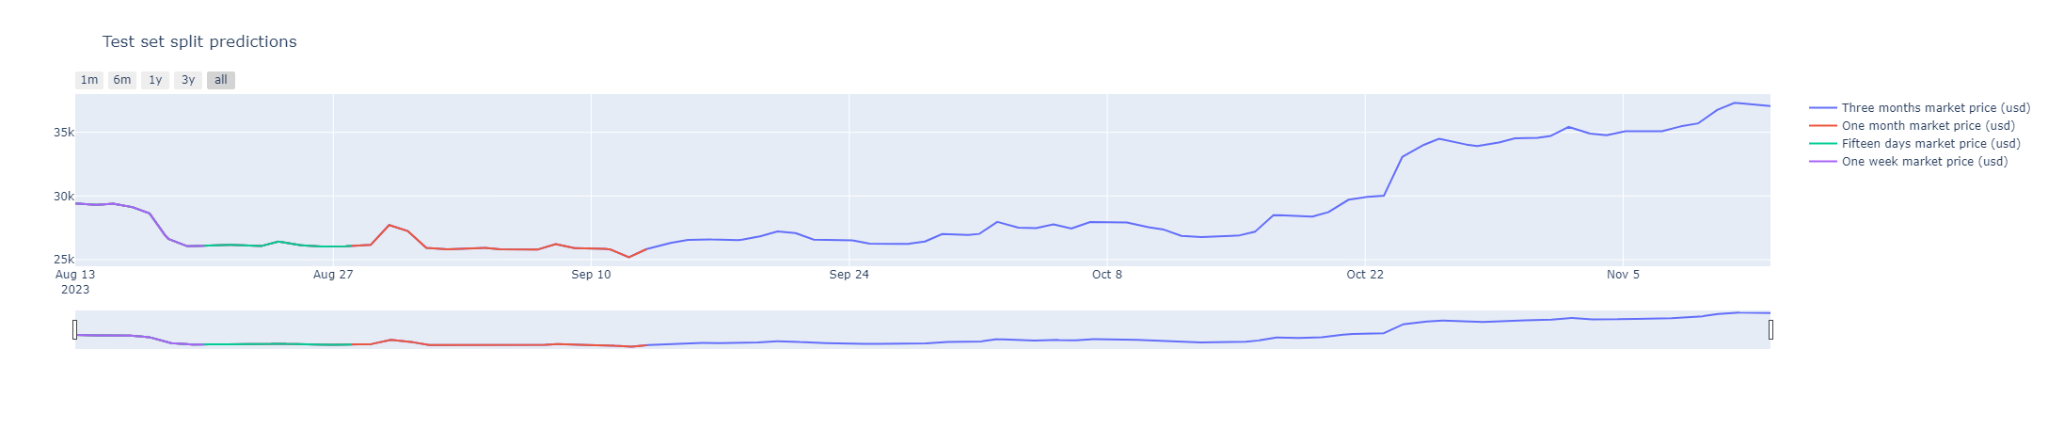 Test set split predictions
1m 6m 1y 3y all
Three months market price (usd)
One month market price (usd)
Fifteen days market price (usd)
One week market price (usd)
35k
30k
25k
Aug 13 Aug 27 Sep 10 Sep 24 Oct 8 Oct 22 Nov 5
2023